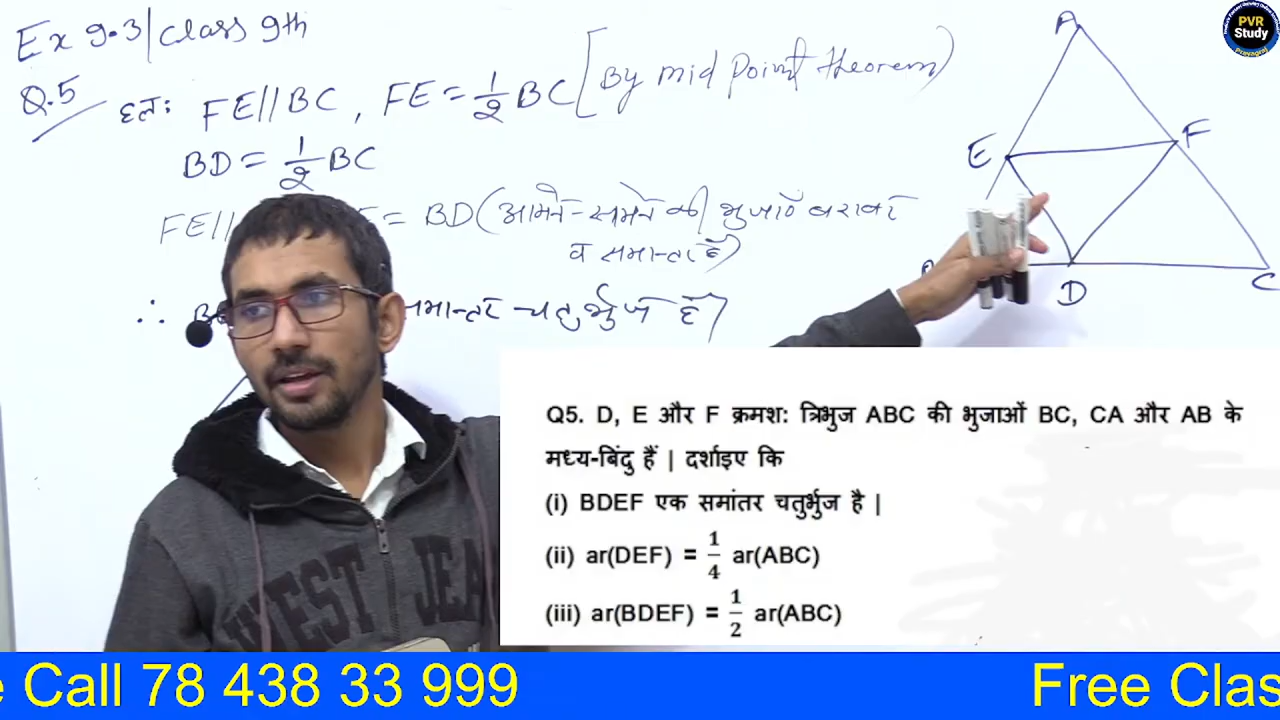 Ex 9.3 | Class 9th
Q.5
हल: FE || BC, FE = 1/2 BC [By mid Point theorem)
BD = 1/2 BC
FE || = BD (आमने-सामने की भुजाएँ बराबर
व समान्तर हैं)
∴ समान्तर चतुर्भुज है
A
E
F
D
C
PVR
Study
Q5. D, E और F क्रमश: त्रिभुज ABC की भुजाओं BC, CA और AB के
मध्य-बिंदु हैं | दर्शाइए कि
(i) BDEF एक समांतर चतुर्भुज है |
(ii) ar(DEF) = 1/4 ar(ABC)
(iii) ar(BDEF) = 1/2 ar(ABC)
WEST JEA
e Call 78 438 33 999
Free Clas